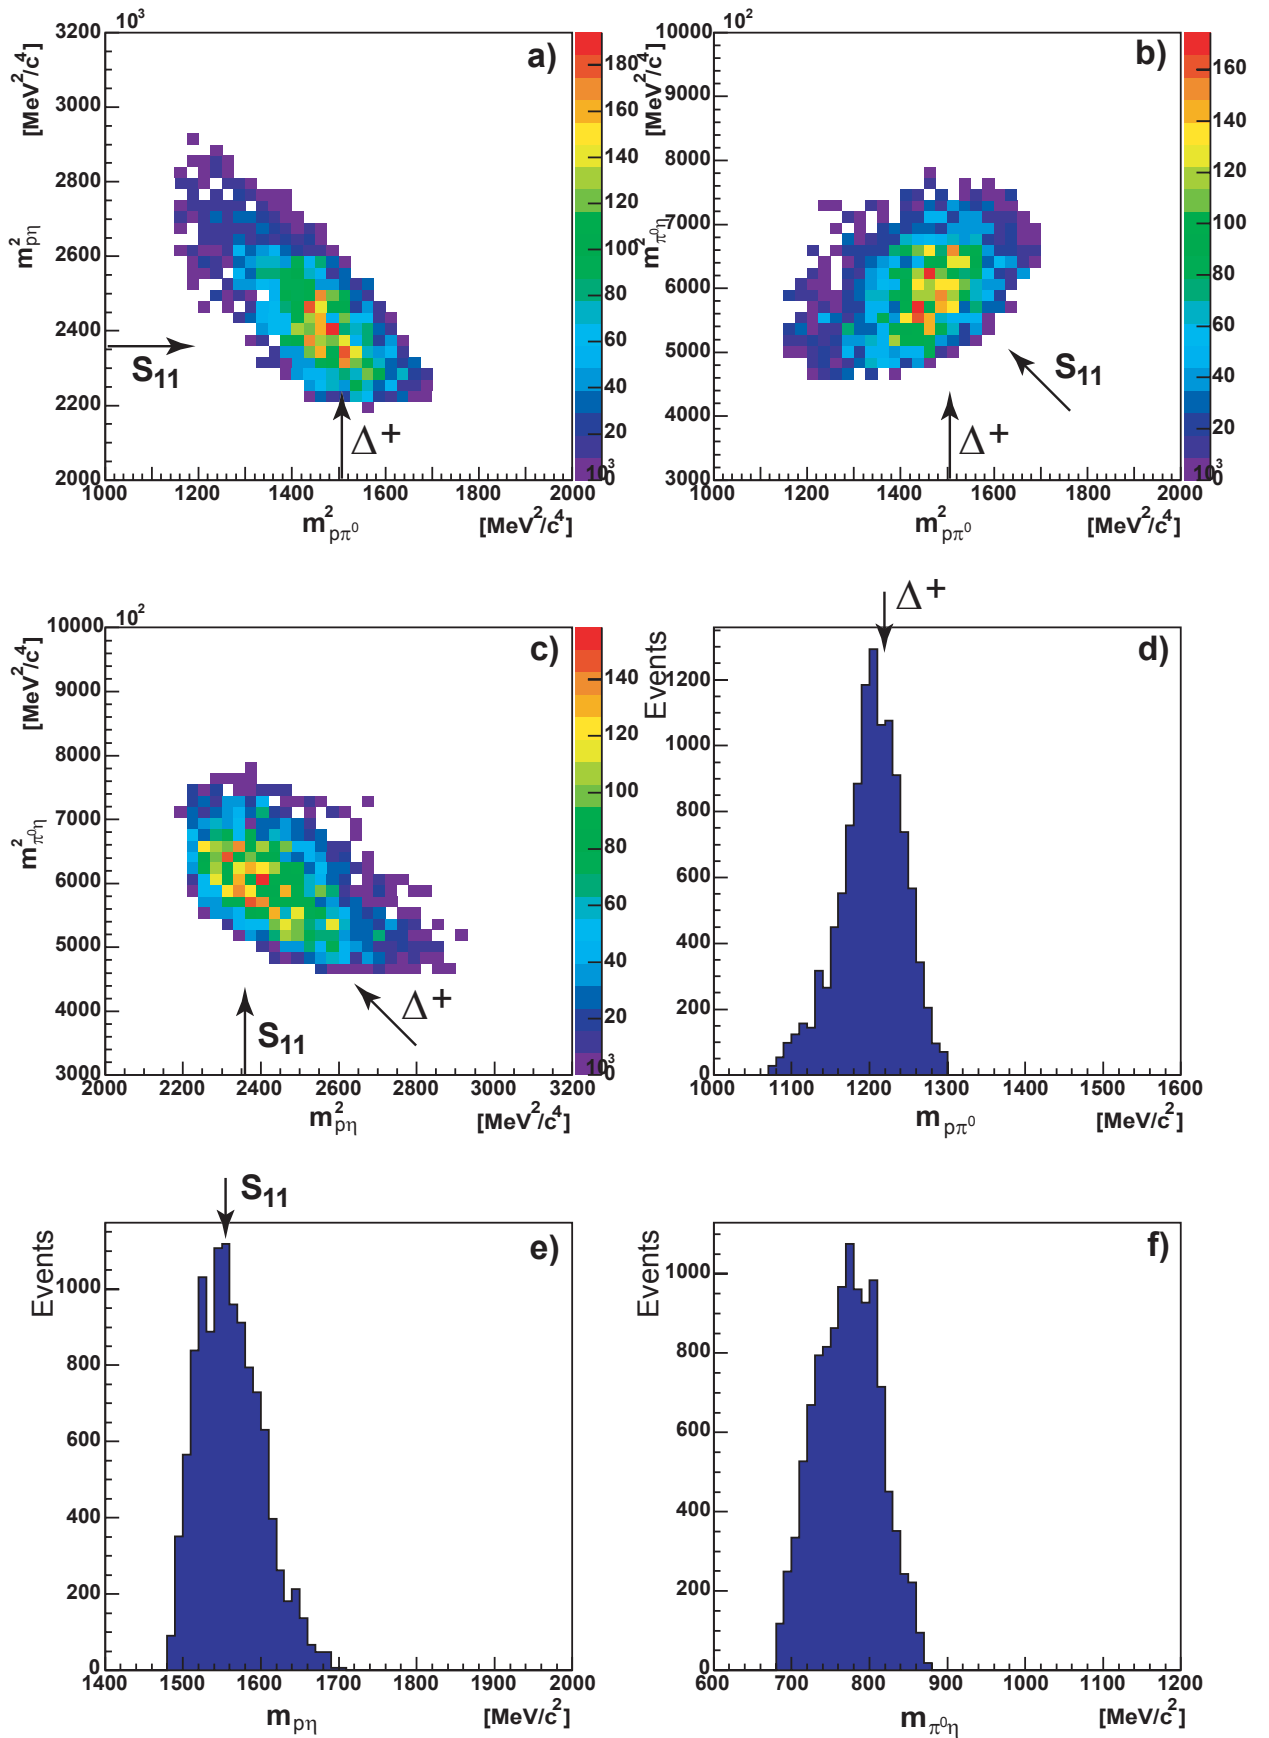 10³
3200
3000
2800
2600
2400
2200
2000
[MeV²/c⁴]
m²pη
a)
180
160
140
120
100
80
60
40
20
0
10³
S₁₁
Δ⁺
1000 1200 1400 1600 1800 2000
m²pπ⁰ [MeV²/c⁴]
10²
10000
9000
8000
7000
6000
5000
4000
3000
[MeV²/c⁴]
m²π⁰η
b)
160
140
120
100
80
60
40
20
0
10³
S₁₁
Δ⁺
1000 1200 1400 1600 1800 2000
m²pπ⁰ [MeV²/c⁴]
10²
10000
9000
8000
7000
6000
5000
4000
3000
[MeV²/c⁴]
m²π⁰η
c)
140
120
100
80
60
40
20
0
10³
Δ⁺
S₁₁
2000 2200 2400 2600 2800 3000 3200
m²pη [MeV²/c⁴]
Δ⁺
Events
d)
1200
1000
800
600
400
200
0
1000 1100 1200 1300 1400 1500 1600
mpπ⁰ [MeV/c²]
S₁₁
Events
e)
1000
800
600
400
200
0
1400 1500 1600 1700 1800 1900 2000
mpη [MeV/c²]
Events
f)
1000
800
600
400
200
0
600 700 800 900 1000 1100 1200
mπ⁰η [MeV/c²]